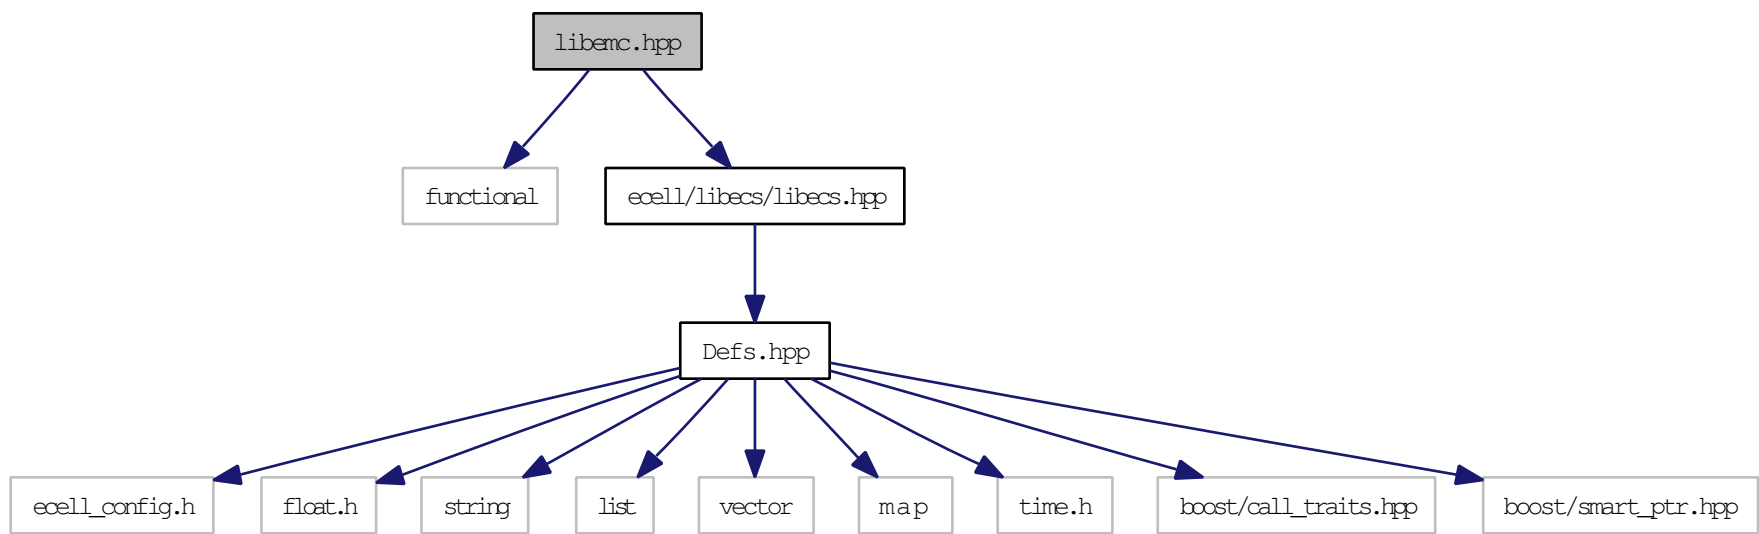 libemc.hpp
functional
ecell/libecs/libecs.hpp
Defs.hpp
ecell_config.h
float.h
string
list
vector
map
time.h
boost/call_traits.hpp
boost/smart_ptr.hpp